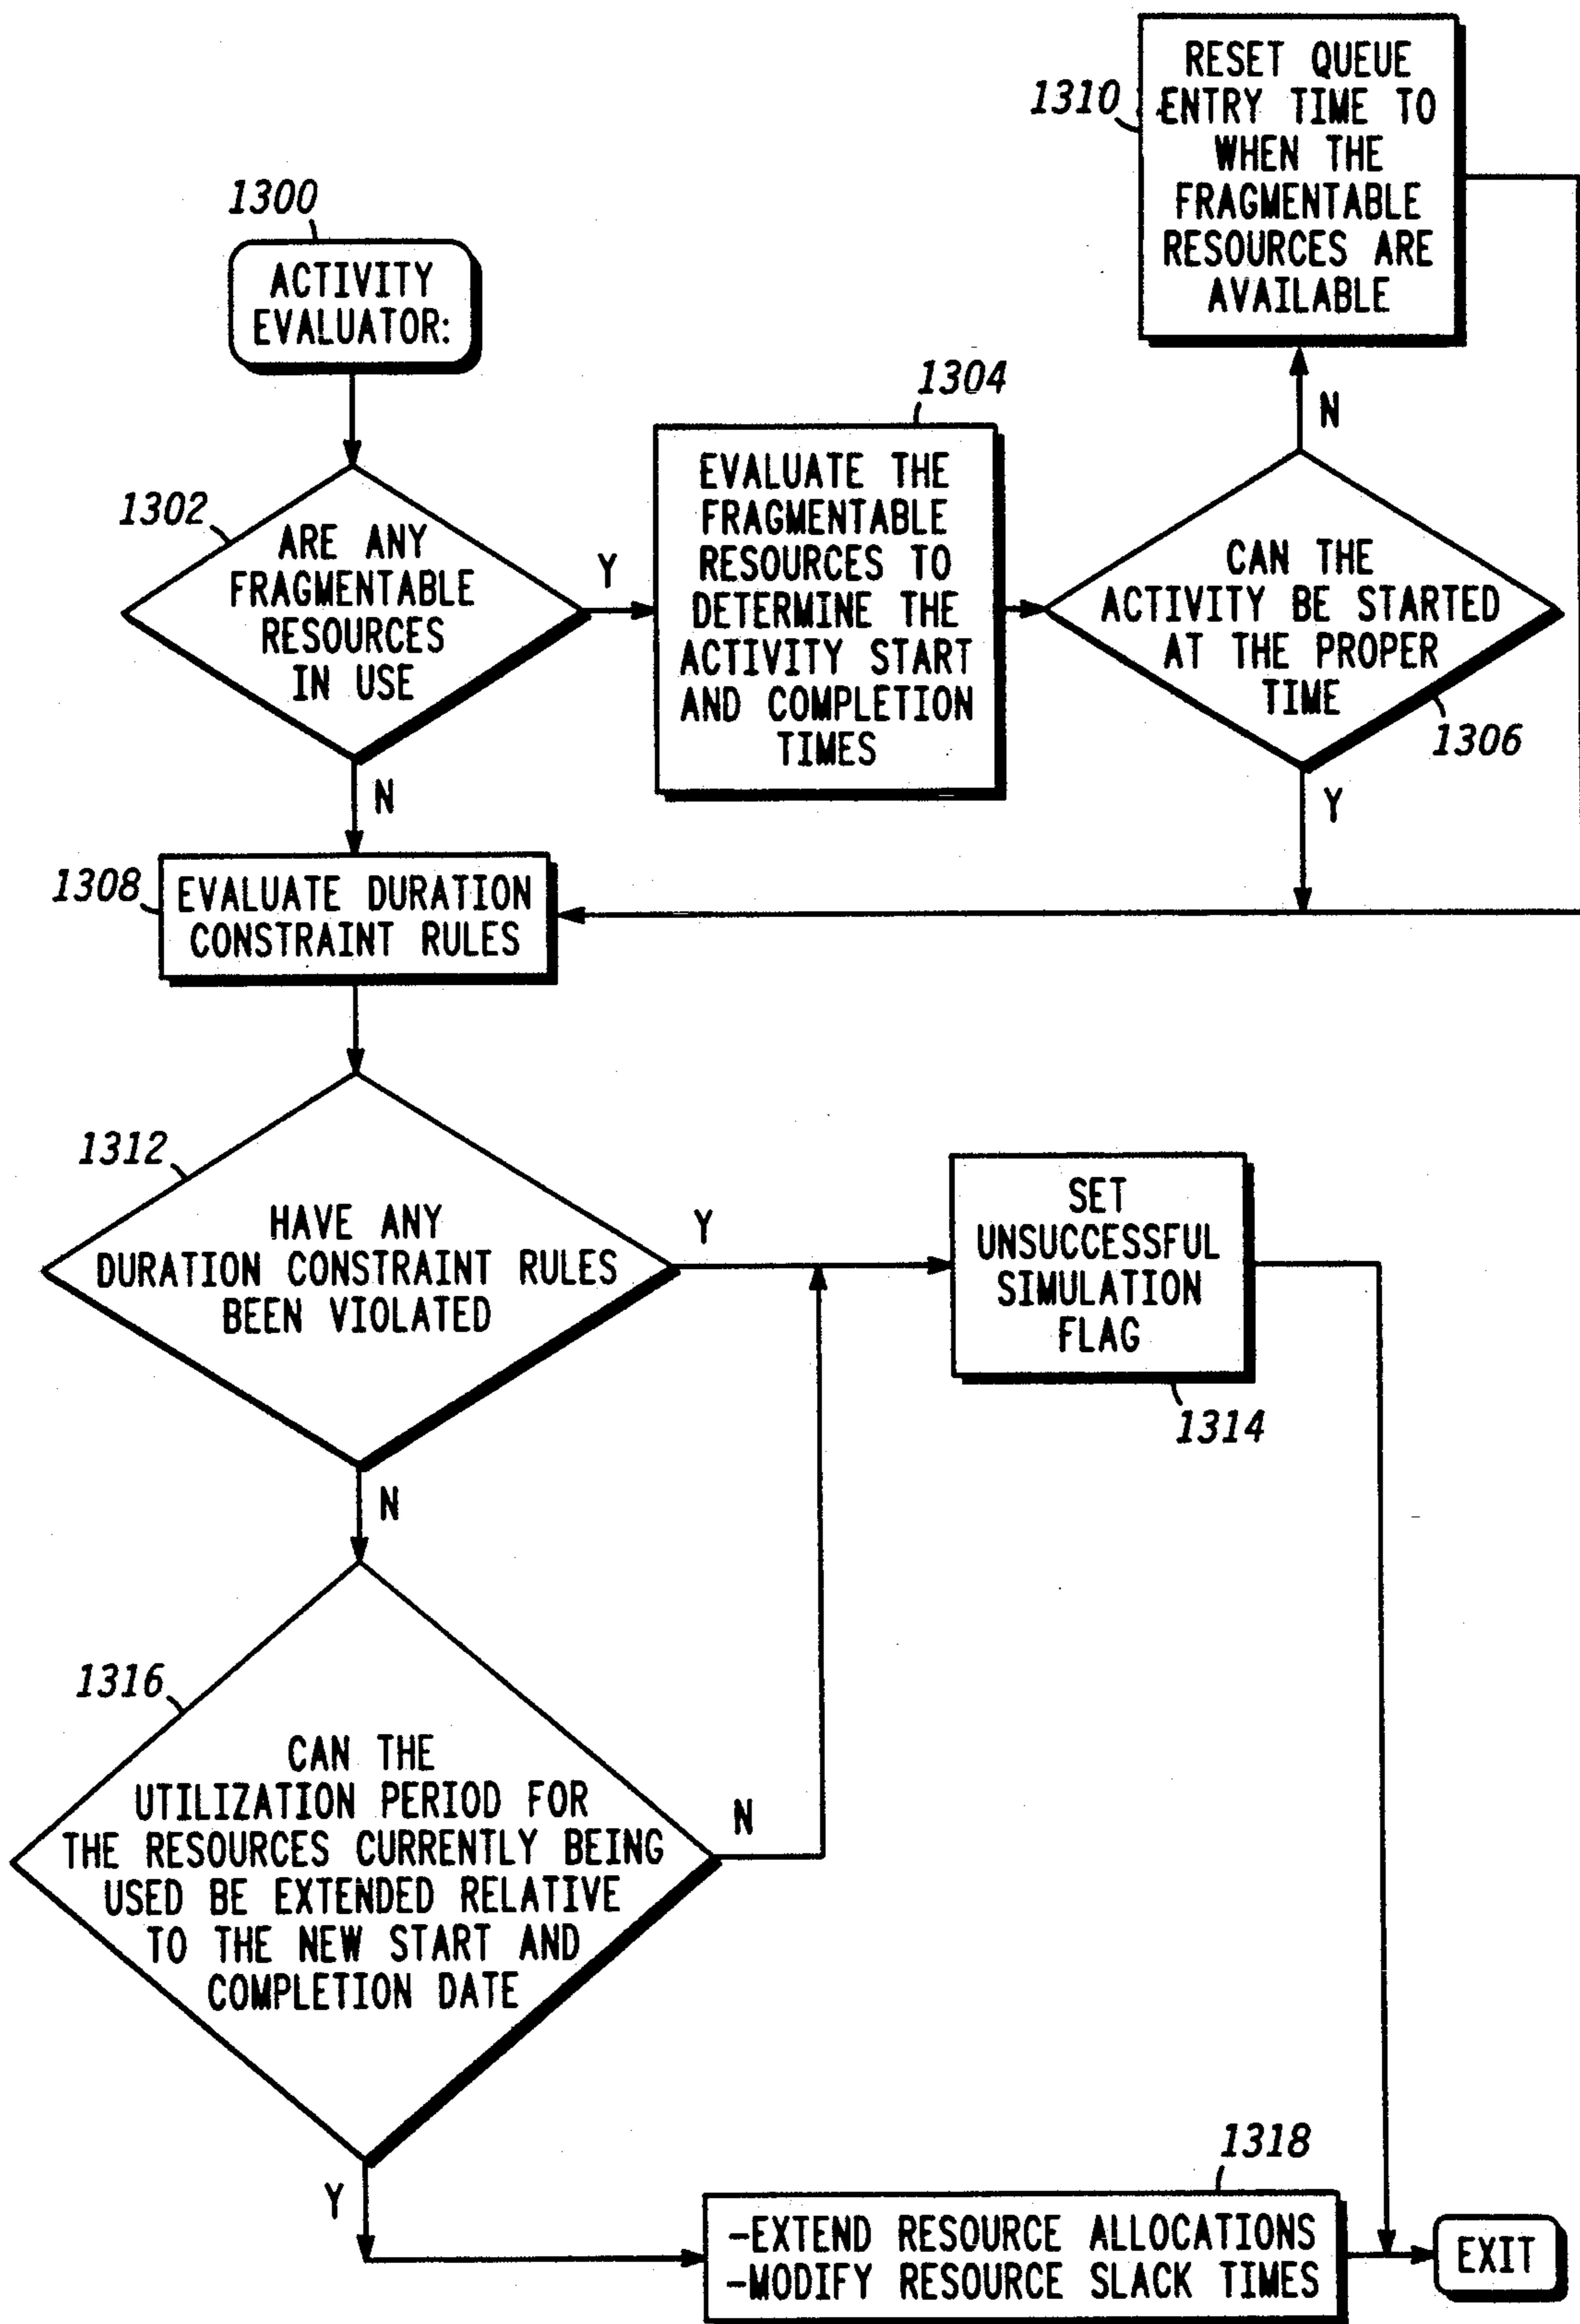 1300
ACTIVITY
EVALUATOR:
1302
ARE ANY
FRAGMENTABLE
RESOURCES
IN USE
Y
N
1304
EVALUATE THE
FRAGMENTABLE
RESOURCES TO
DETERMINE THE
ACTIVITY START
AND COMPLETION
TIMES
1310
RESET QUEUE
ENTRY TIME TO
WHEN THE
FRAGMENTABLE
RESOURCES ARE
AVAILABLE
N
CAN THE
ACTIVITY BE STARTED
AT THE PROPER
TIME
1306
Y
1308
EVALUATE DURATION
CONSTRAINT RULES
1312
HAVE ANY
DURATION CONSTRAINT RULES
BEEN VIOLATED
Y
N
SET
UNSUCCESSFUL
SIMULATION
FLAG
1314
1316
CAN THE
UTILIZATION PERIOD FOR
THE RESOURCES CURRENTLY BEING
USED BE EXTENDED RELATIVE
TO THE NEW START AND
COMPLETION DATE
N
Y
1318
-EXTEND RESOURCE ALLOCATIONS
-MODIFY RESOURCE SLACK TIMES
EXIT